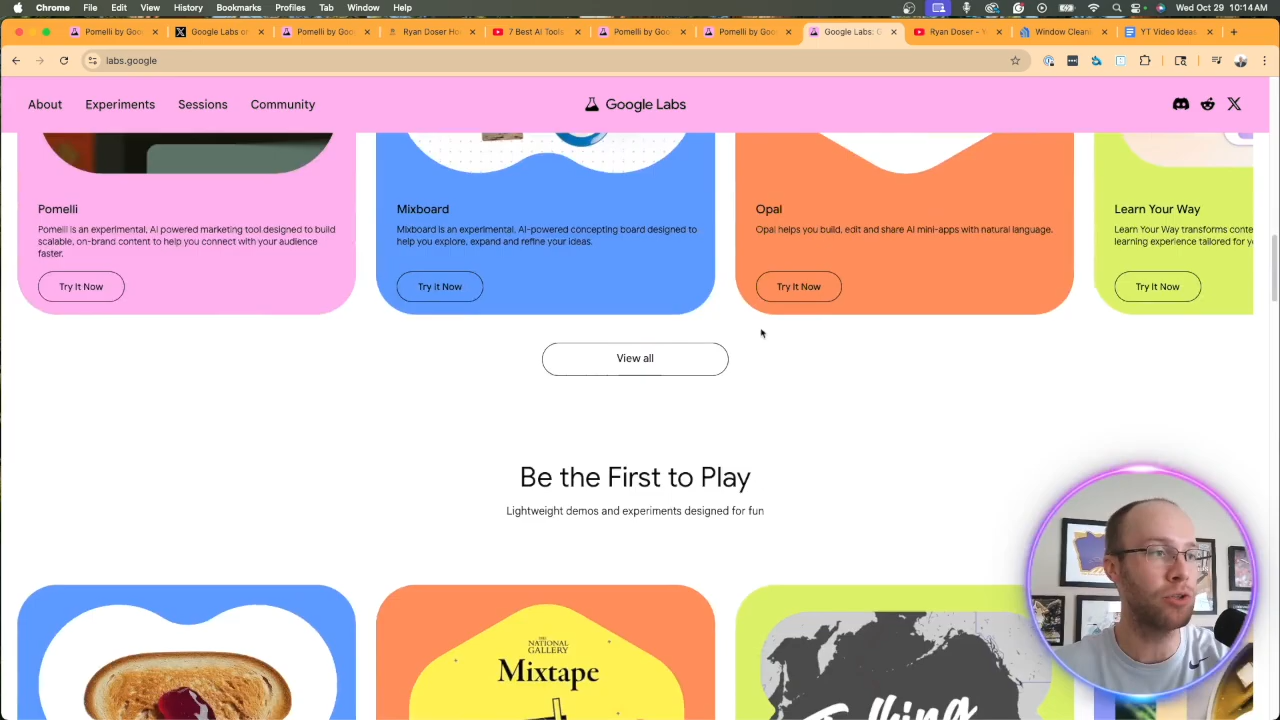 Chrome File Edit View History Bookmarks Profiles Tab Window Help
Wed Oct 29 10:14 AM
Pomelli by Goo
Google Labs on
Pomelli by Goo
Ryan Doser Ho
7 Best AI Tools
Pomelli by Goo
Pomelli by Goo
Google Labs:
Ryan Doser -
Window Clean
YT Video Ideas
labs.google
About Experiments Sessions Community
Google Labs
Pomelli
Pomelli is an experimental, AI powered marketing tool designed to build
scalable, on-brand content to help you connect with your audience
faster.
Try It Now
Mixboard
Mixboard is an experimental, AI-powered concepting board designed to
help you explore, expand and refine your ideas.
Try It Now
Opal
Opal helps you build, edit and share AI mini-apps with natural language.
Try It Now
Learn Your Way
Learn Your Way transforms conte
learning experience tailored for y
Try It Now
View all
Be the First to Play
Lightweight demos and experiments designed for fun
THE
NATIONAL
GALLERY
Mixtape